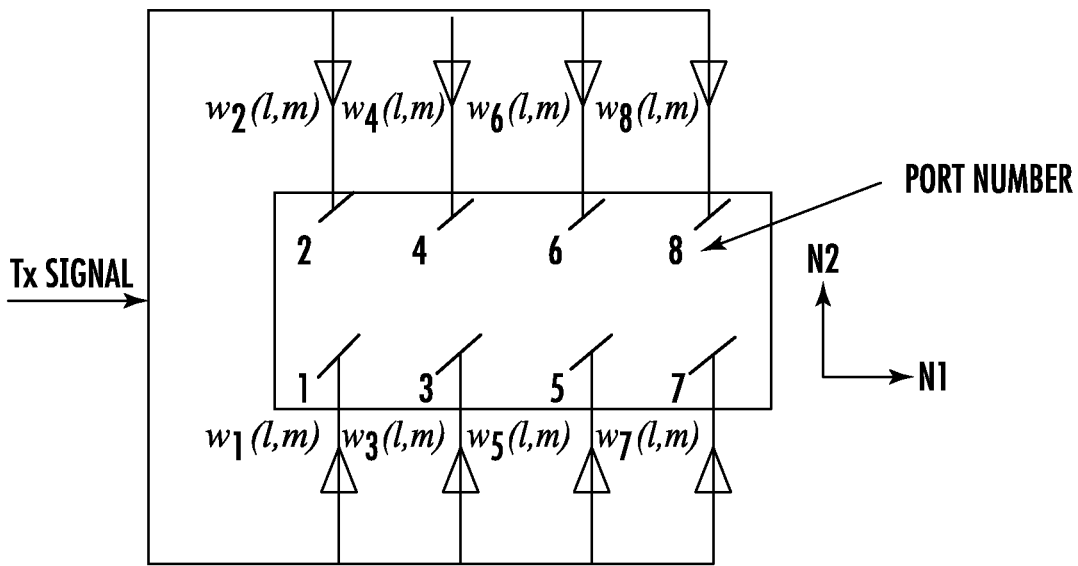 w2(l,m) w4(l,m) w6(l,m) w8(l,m)
PORT NUMBER
2 4 6 8
N2
Tx SIGNAL
1 3 5 7
N1
w1(l,m) w3(l,m) w5(l,m) w7(l,m)